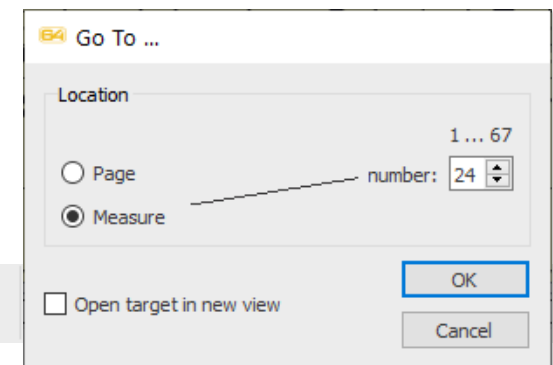 64 Go To ...
Location
1 ... 67
Page
number: 24
Measure
OK
Open target in new view
Cancel